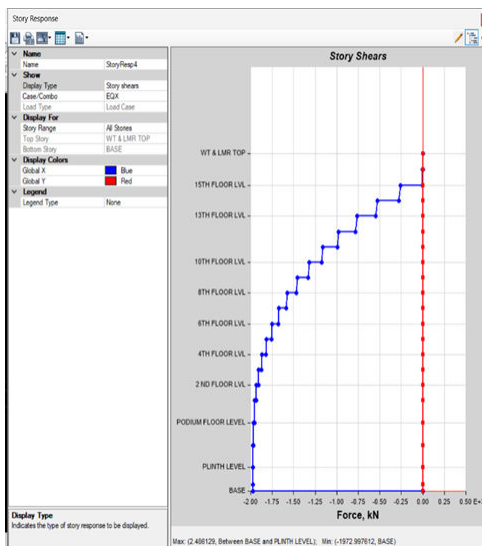 Story Response
Name
Name StoryResp4
Show
Display Type Story shears
Case/Combo EQX
Load Type Load Case
Display For
Story Range All Stories
Top Story WT & LMR TOP
Bottom Story BASE
Display Colors
Global X Blue
Global Y Red
Legend
Legend Type None
Display Type
Indicates the type of story response to be displayed.
Story Shears
WT & LMR TOP
15TH FLOOR LVL
13TH FLOOR LVL
10TH FLOOR LVL
8TH FLOOR LVL
6TH FLOOR LVL
4TH FLOOR LVL
2 ND FLOOR LVL
PODIUM FLOOR LEVEL
PLINTH LEVEL
BASE
-2.00 -1.75 -1.50 -1.25 -1.00 -0.75 -0.50 -0.25 0.00 0.25 0.50 E+
Force, kN
Max: (2.486129, Between BASE and PLINTH LEVEL); Min: (-1972.997612, BASE)